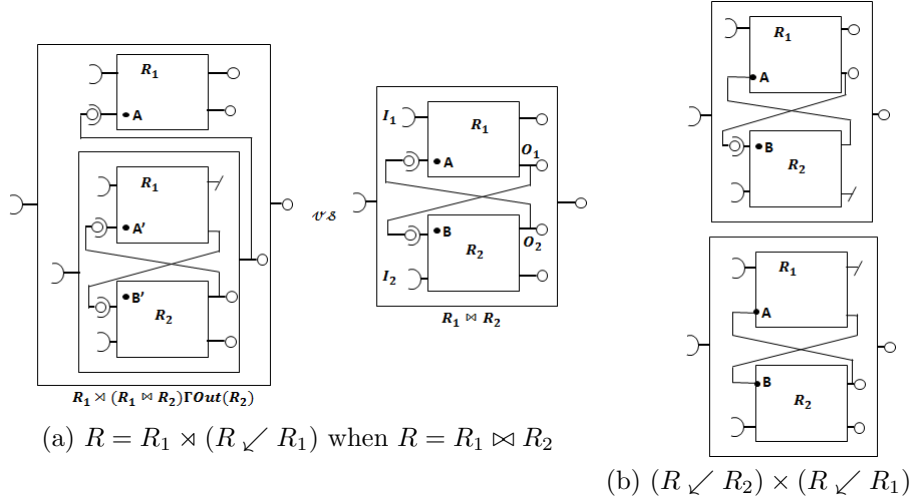 R₁
A
R₁
A'
B'
R₂
R₁ ⋊ (R₁ ⋈ R₂)ΓOut(R₂)
𝓋𝓈
I₁
R₁
A
O₁
B
R₂
O₂
I₂
R₁ ⋈ R₂
(a) R = R₁ ⋊ (R ↙ R₁) when R = R₁ ⋈ R₂
R₁
A
B
R₂
R₁
A
B
R₂
(b) (R ↙ R₂) × (R ↙ R₁)